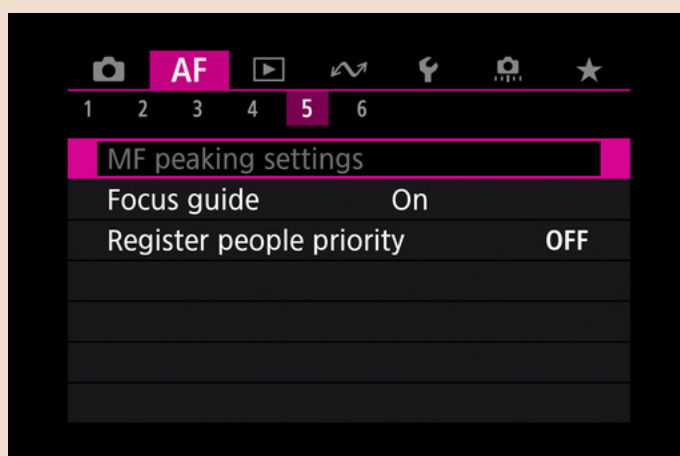 AF
1 2 3 4 5 6
MF peaking settings
Focus guide On
Register people priority OFF